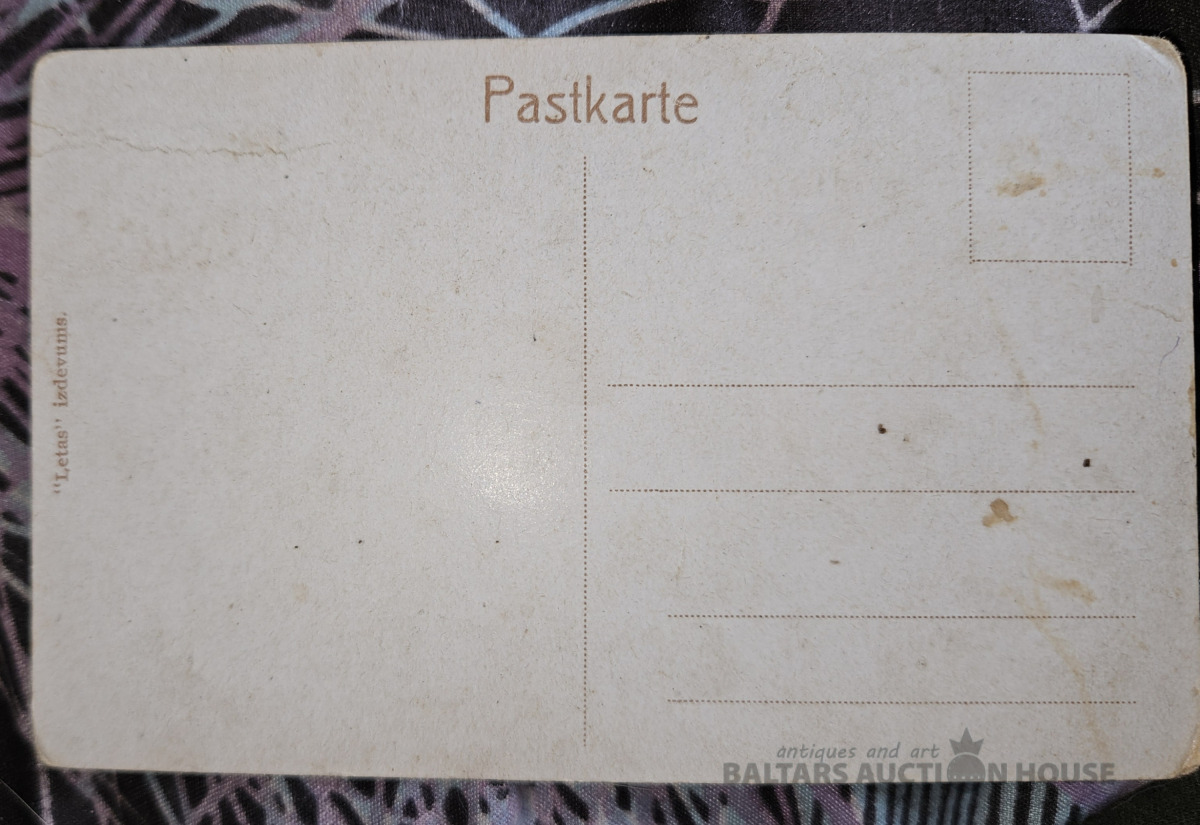 Pastkarte
"Letas" izdevums.
antiques and art
BALTARS AUCTION HOUSE